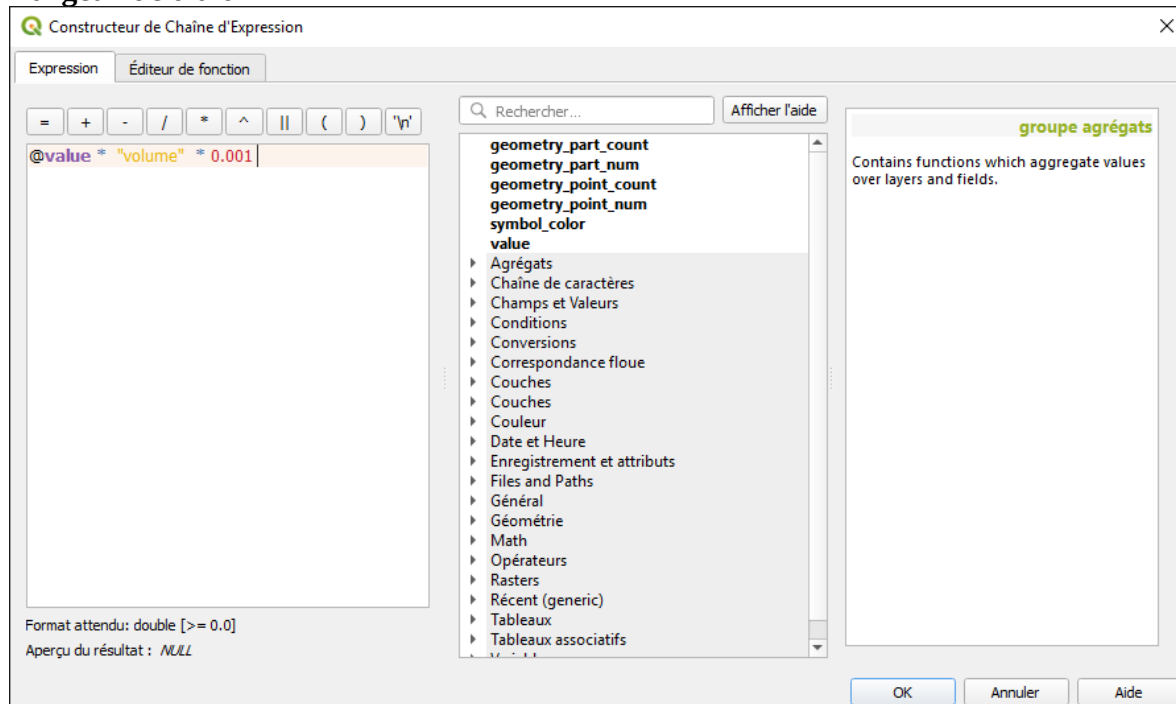 Constructeur de Chaîne d'Expression
Expression
Éditeur de fonction
= + - / * ^ || ( ) '\n'
@value * "volume" * 0.001
Format attendu: double [>= 0.0]
Aperçu du résultat : NULL
Rechercher...
Afficher l'aide
geometry_part_count
geometry_part_num
geometry_point_count
geometry_point_num
symbol_color
value
Agrégats
Chaîne de caractères
Champs et Valeurs
Conditions
Conversions
Correspondance floue
Couches
Couches
Couleur
Date et Heure
Enregistrement et attributs
Files and Paths
Général
Géométrie
Math
Opérateurs
Rasters
Récent (generic)
Tableaux
Tableaux associatifs
groupe agrégats
Contains functions which aggregate values
over layers and fields.
OK
Annuler
Aide